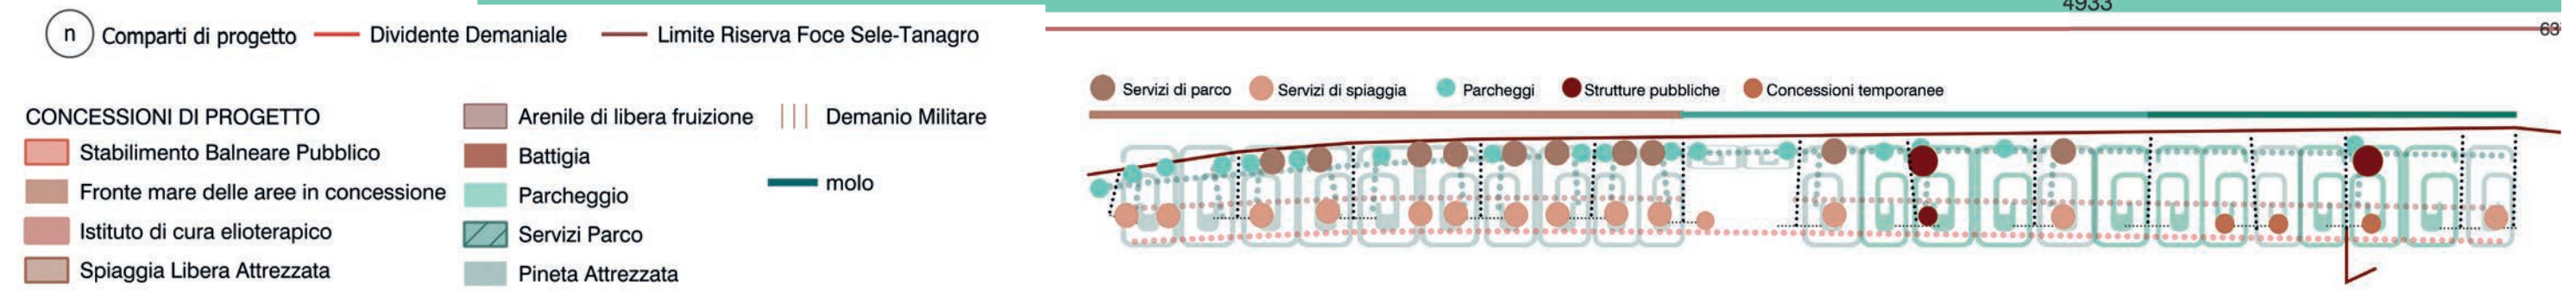 4933
63
n Comparti di progetto Dividente Demaniale Limite Riserva Foce Sele-Tanagro
Servizi di parco Servizi di spiaggia Parcheggi Strutture pubbliche Concessioni temporanee
CONCESSIONI DI PROGETTO
Stabilimento Balneare Pubblico
Fronte mare delle aree in concessione
Istituto di cura elioterapico
Spiaggia Libera Attrezzata
Arenile di libera fruizione
Battigia
Parcheggio
Servizi Parco
Pineta Attrezzata
Demanio Militare
molo